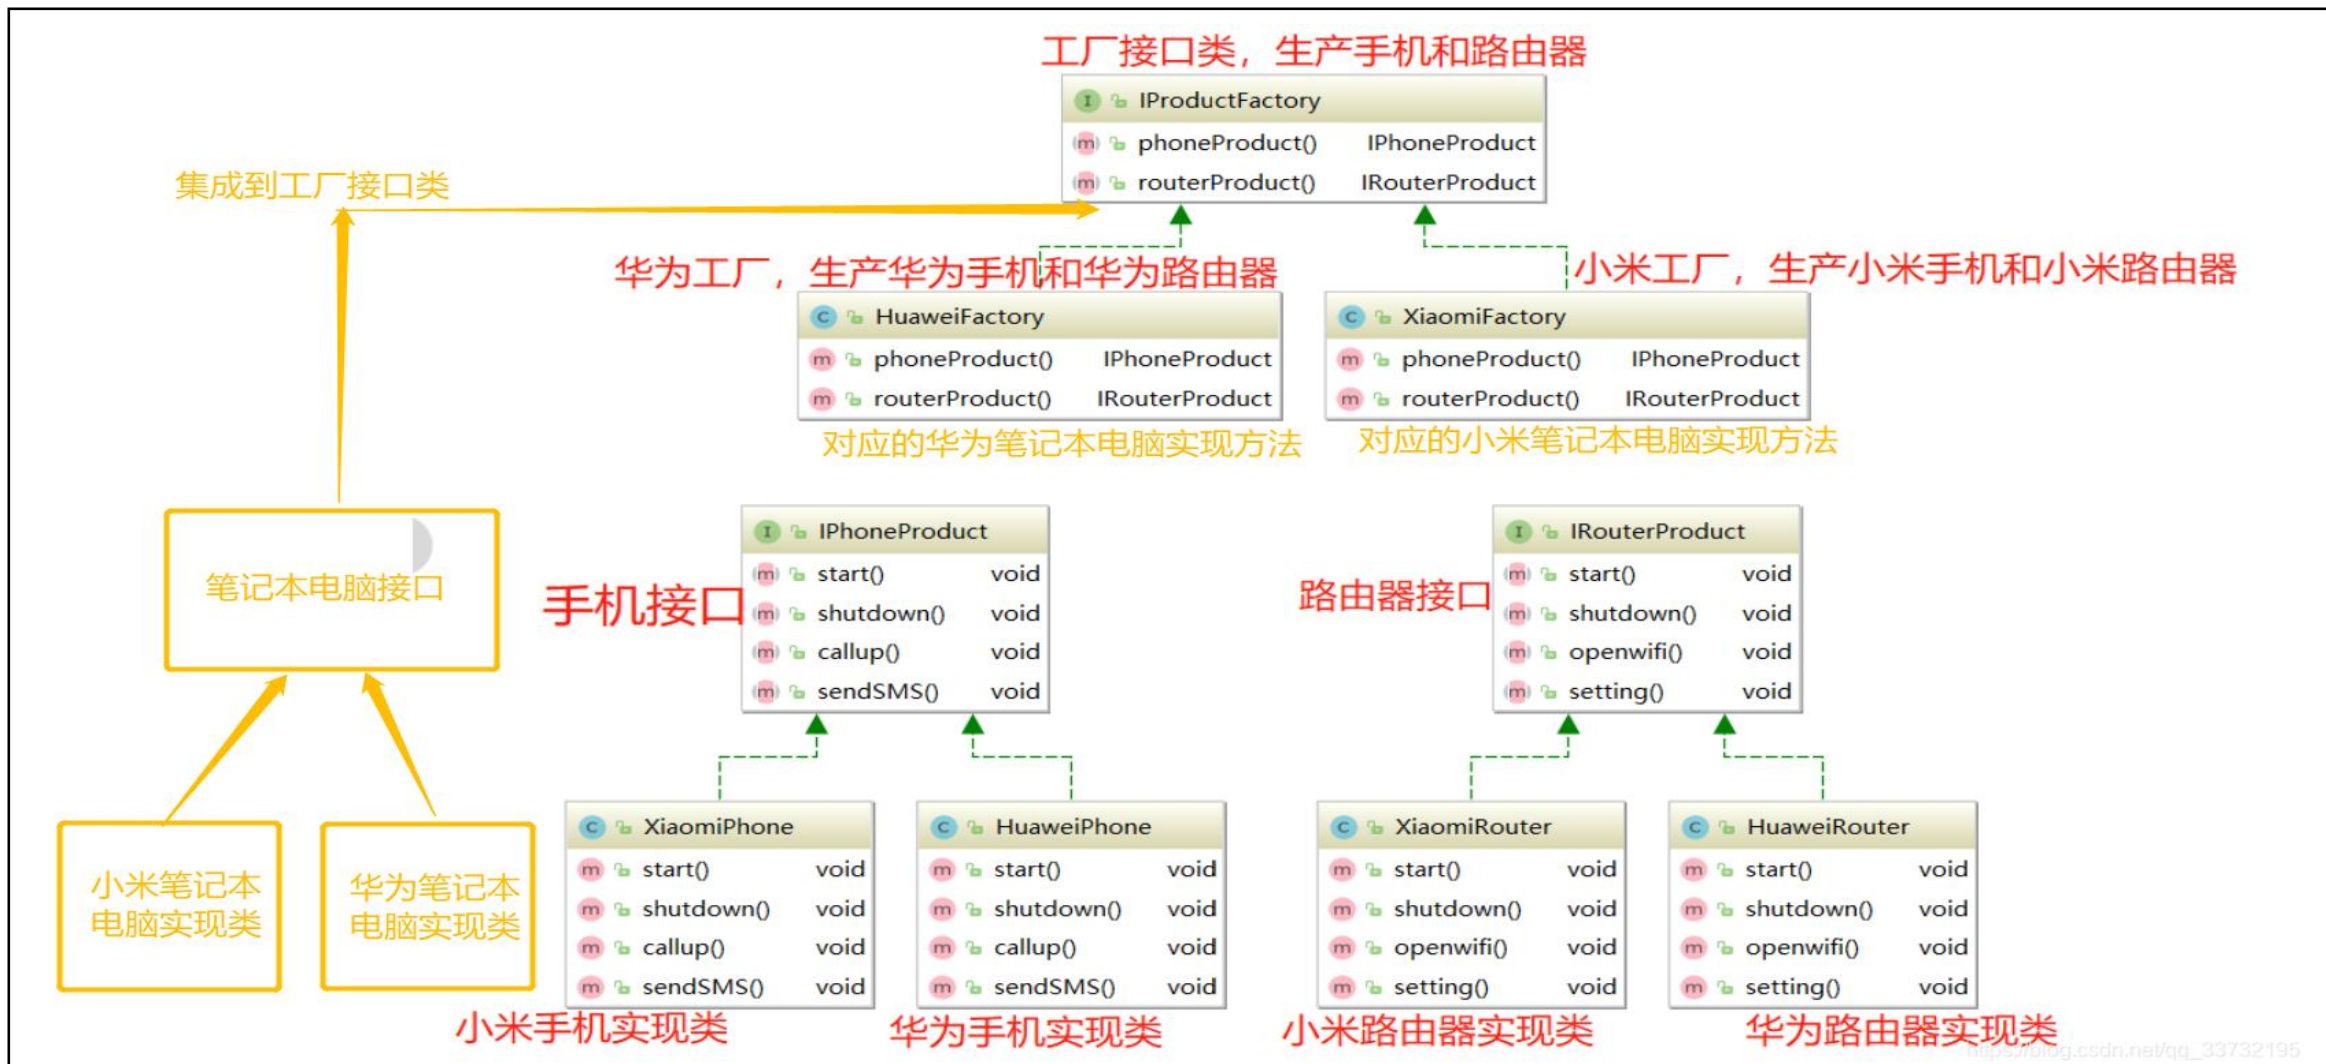 工厂接口类，生产手机和路由器
I IProductFactory
m phoneProduct() IPhoneProduct
m routerProduct() IRouterProduct
集成到工厂接口类
华为工厂，生产华为手机和华为路由器
小米工厂，生产小米手机和小米路由器
C HuaweiFactory
m phoneProduct() IPhoneProduct
m routerProduct() IRouterProduct
C XiaomiFactory
m phoneProduct() IPhoneProduct
m routerProduct() IRouterProduct
对应的华为笔记本电脑实现方法
对应的小米笔记本电脑实现方法
笔记本电脑接口
手机接口
I IPhoneProduct
m start() void
m shutdown() void
m callup() void
m sendSMS() void
路由器接口
I IRouterProduct
m start() void
m shutdown() void
m openwifi() void
m setting() void
小米笔记本
电脑实现类
华为笔记本
电脑实现类
C XiaomiPhone
m start() void
m shutdown() void
m callup() void
m sendSMS() void
小米手机实现类
C HuaweiPhone
m start() void
m shutdown() void
m callup() void
m sendSMS() void
华为手机实现类
C XiaomiRouter
m start() void
m shutdown() void
m openwifi() void
m setting() void
小米路由器实现类
C HuaweiRouter
m start() void
m shutdown() void
m openwifi() void
m setting() void
华为路由器实现类
https://blog.csdn.net/qq_33732195